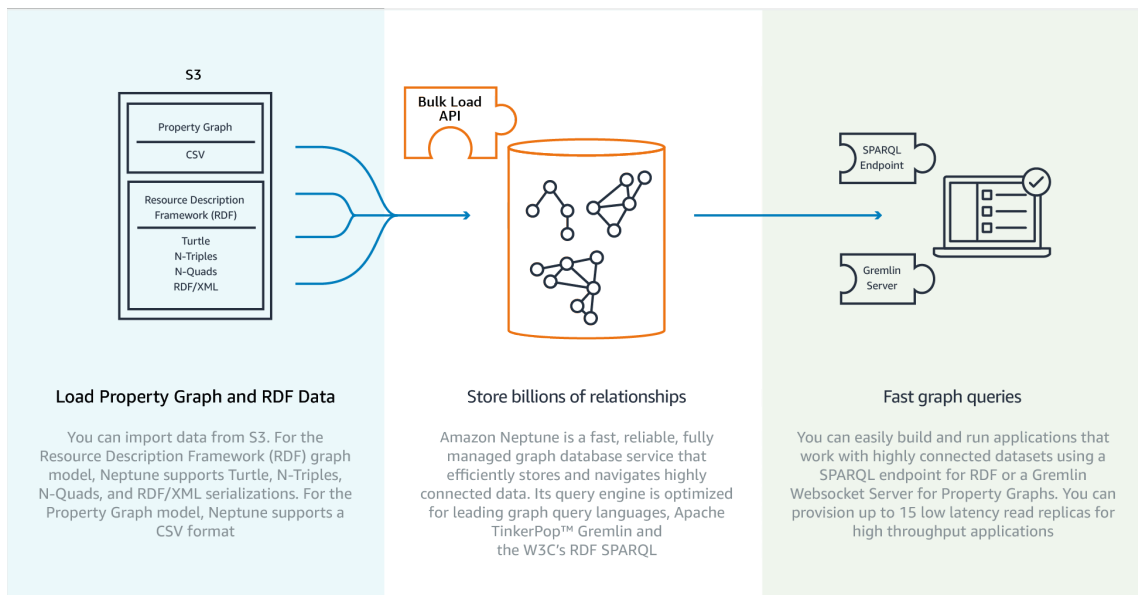 S3
Property Graph
CSV
Resource Description
Framework (RDF)
Turtle
N-Triples
N-Quads
RDF/XML
Bulk Load
API
SPARQL
Endpoint
Gremlin
Server
Load Property Graph and RDF Data
You can import data from S3. For the
Resource Description Framework (RDF) graph
model, Neptune supports Turtle, N-Triples,
N-Quads, and RDF/XML serializations. For the
Property Graph model, Neptune supports a
CSV format
Store billions of relationships
Amazon Neptune is a fast, reliable, fully
managed graph database service that
efficiently stores and navigates highly
connected data. Its query engine is optimized
for leading graph query languages, Apache
TinkerPop™ Gremlin and
the W3C's RDF SPARQL
Fast graph queries
You can easily build and run applications that
work with highly connected datasets using a
SPARQL endpoint for RDF or a Gremlin
Websocket Server for Property Graphs. You can
provision up to 15 low latency read replicas for
high throughput applications